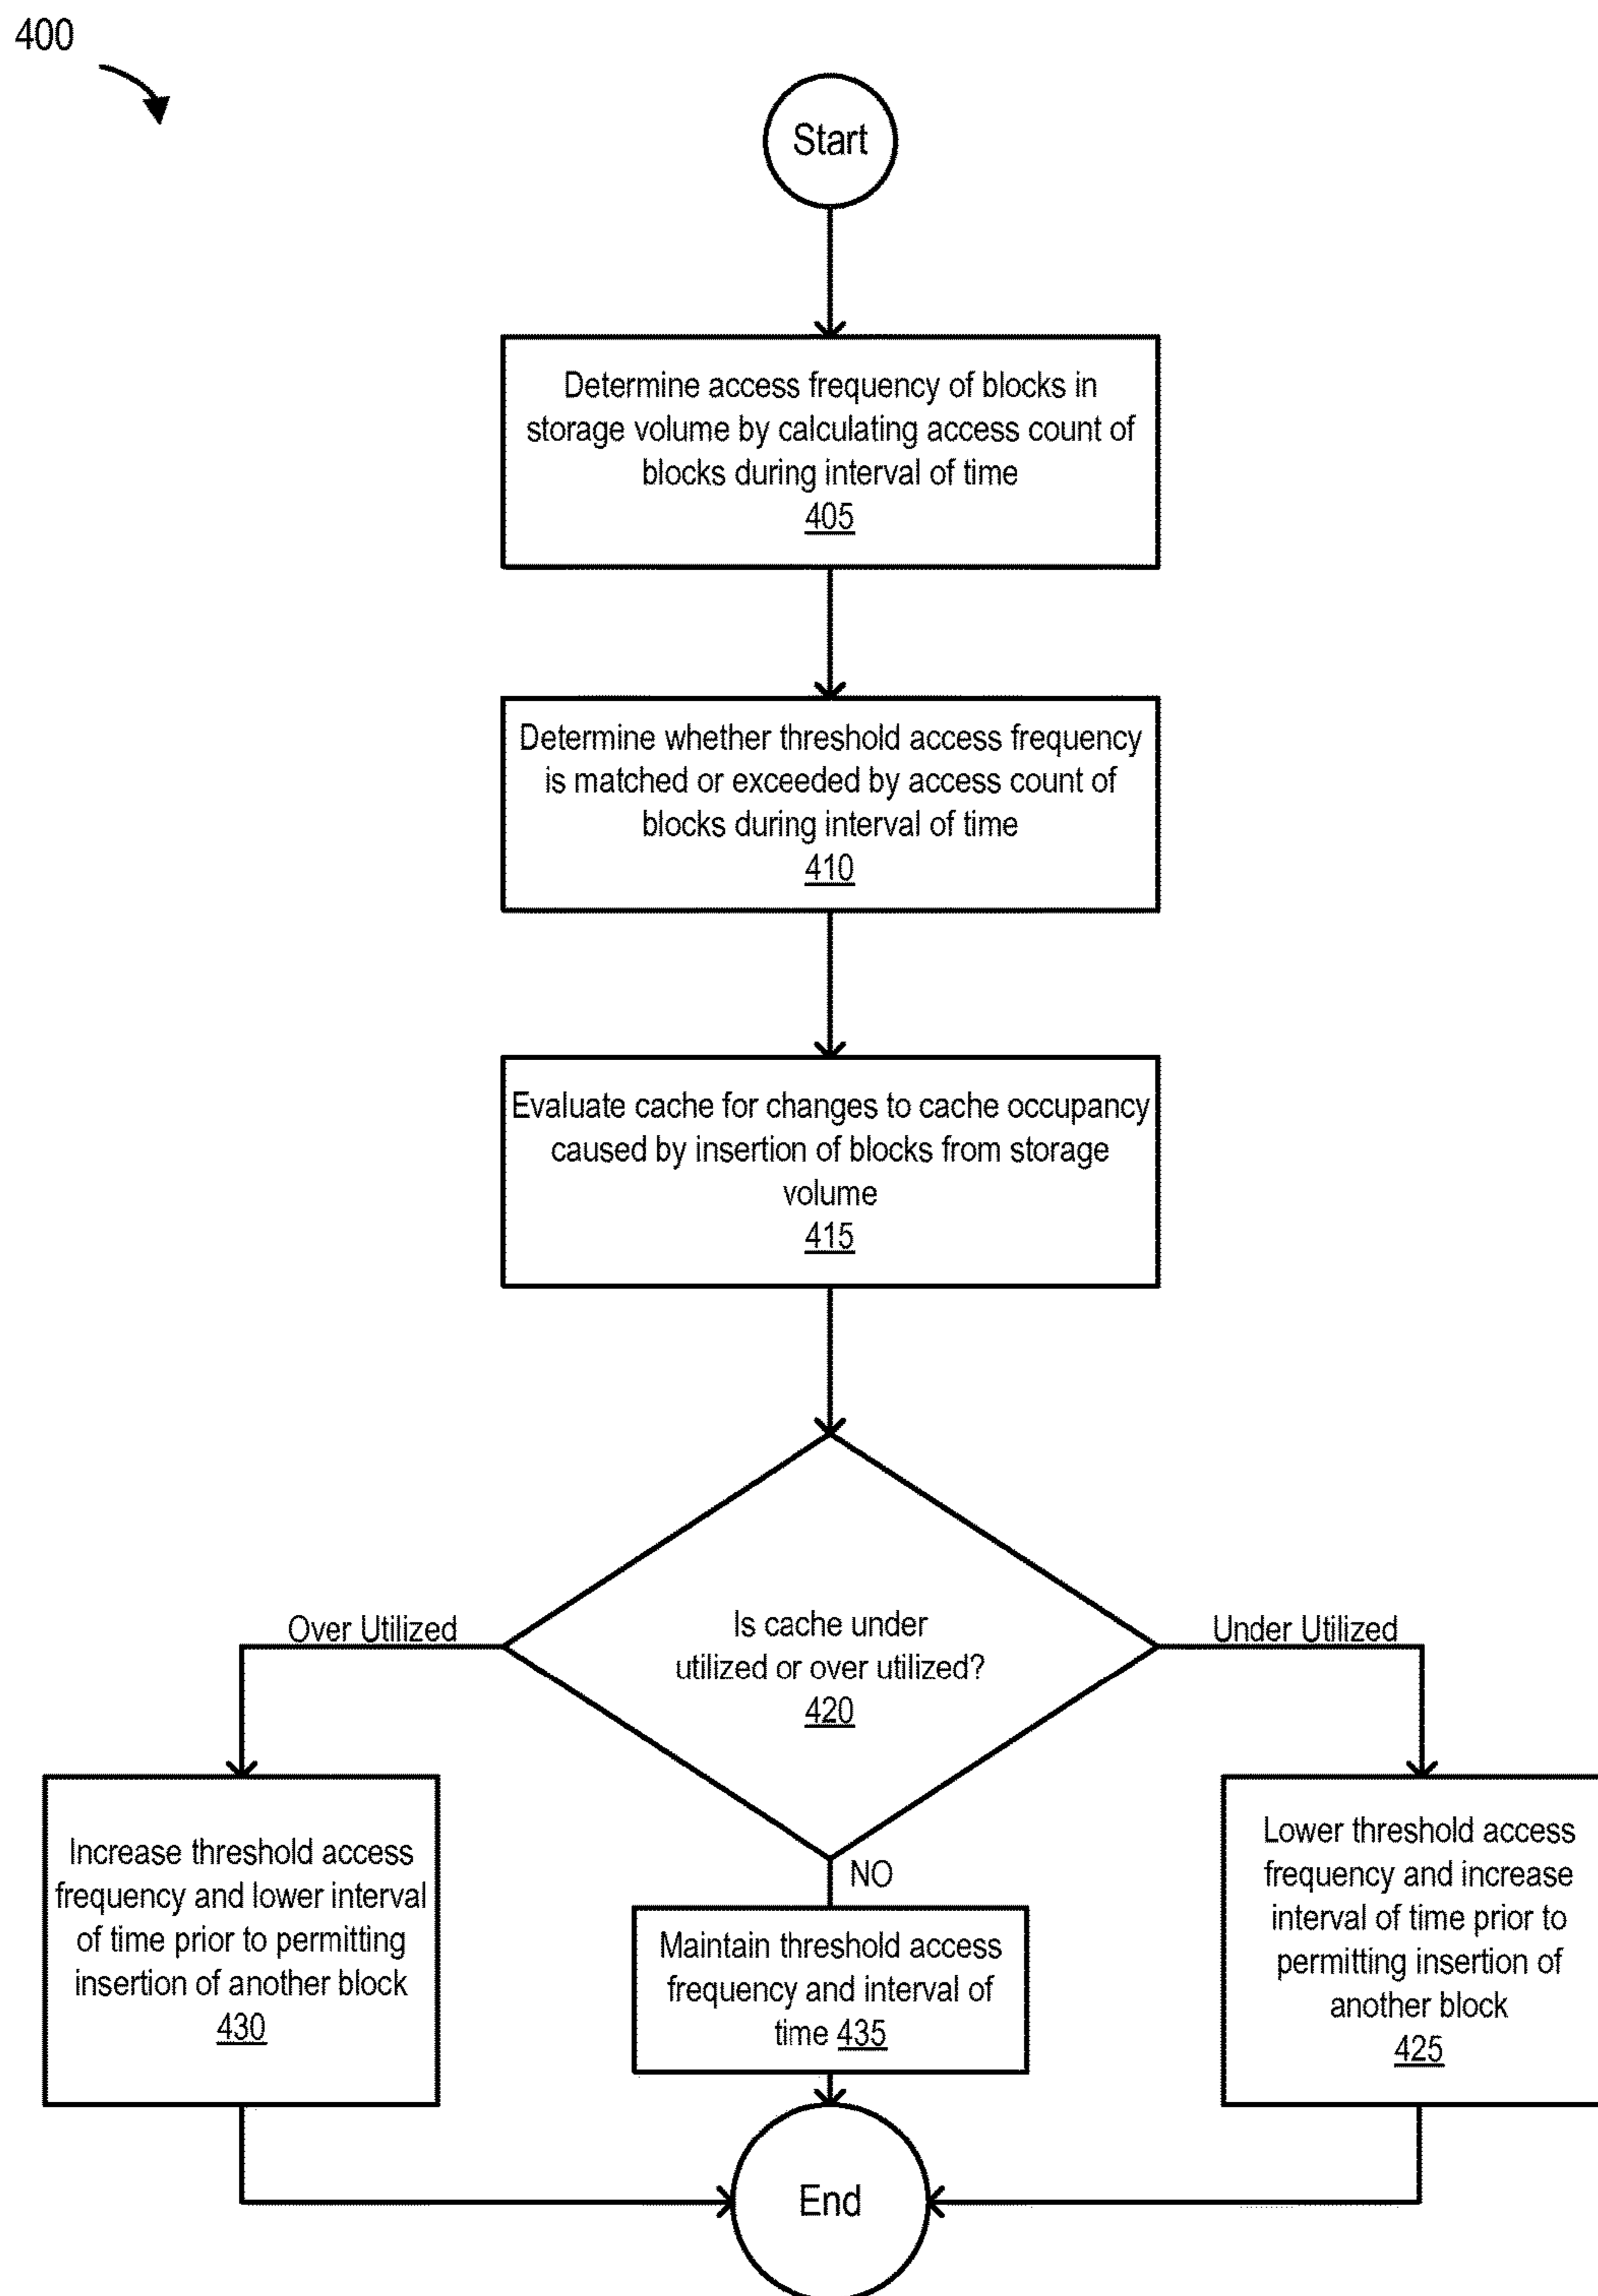 400
Start
Determine access frequency of blocks in
storage volume by calculating access count of
blocks during interval of time
405
Determine whether threshold access frequency
is matched or exceeded by access count of
blocks during interval of time
410
Evaluate cache for changes to cache occupancy
caused by insertion of blocks from storage
volume
415
Over Utilized
Is cache under
utilized or over utilized?
420
Under Utilized
NO
Increase threshold access
frequency and lower interval
of time prior to permitting
insertion of another block
430
Maintain threshold access
frequency and interval of
time 435
Lower threshold access
frequency and increase
interval of time prior to
permitting insertion of
another block
425
End